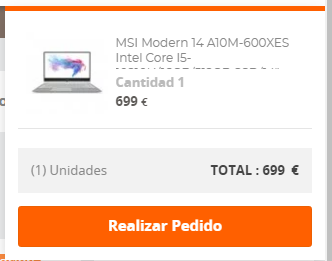 MSI Modern 14 A10M-600XES
Intel Core I5-
Cantidad 1
699 €
(1) Unidades
TOTAL : 699 €
Realizar Pedido